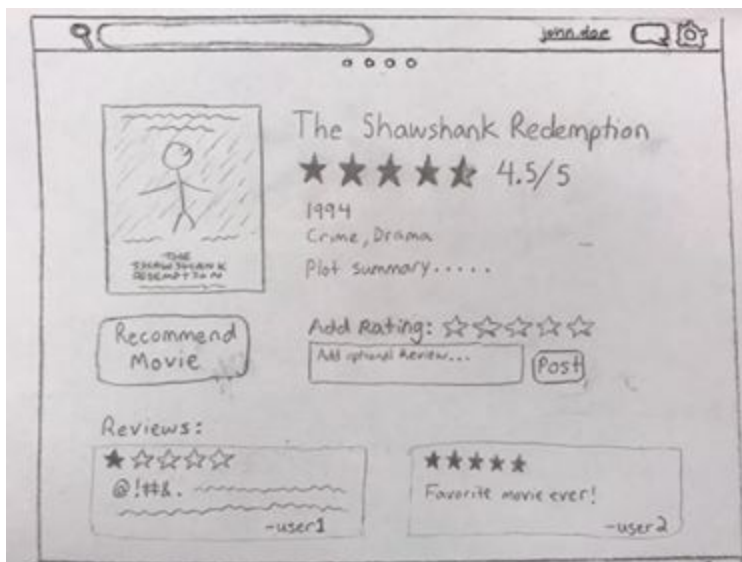 john.doe
The Shawshank Redemption
4.5/5
1994
Crime, Drama
Plot summary.....
THE
SHAWSHANK
REDEMPTION
Recommend
Movie
Add Rating:
Add optional Review...
Post
Reviews:
@!##&.
-user1
Favorite movie ever!
-user2